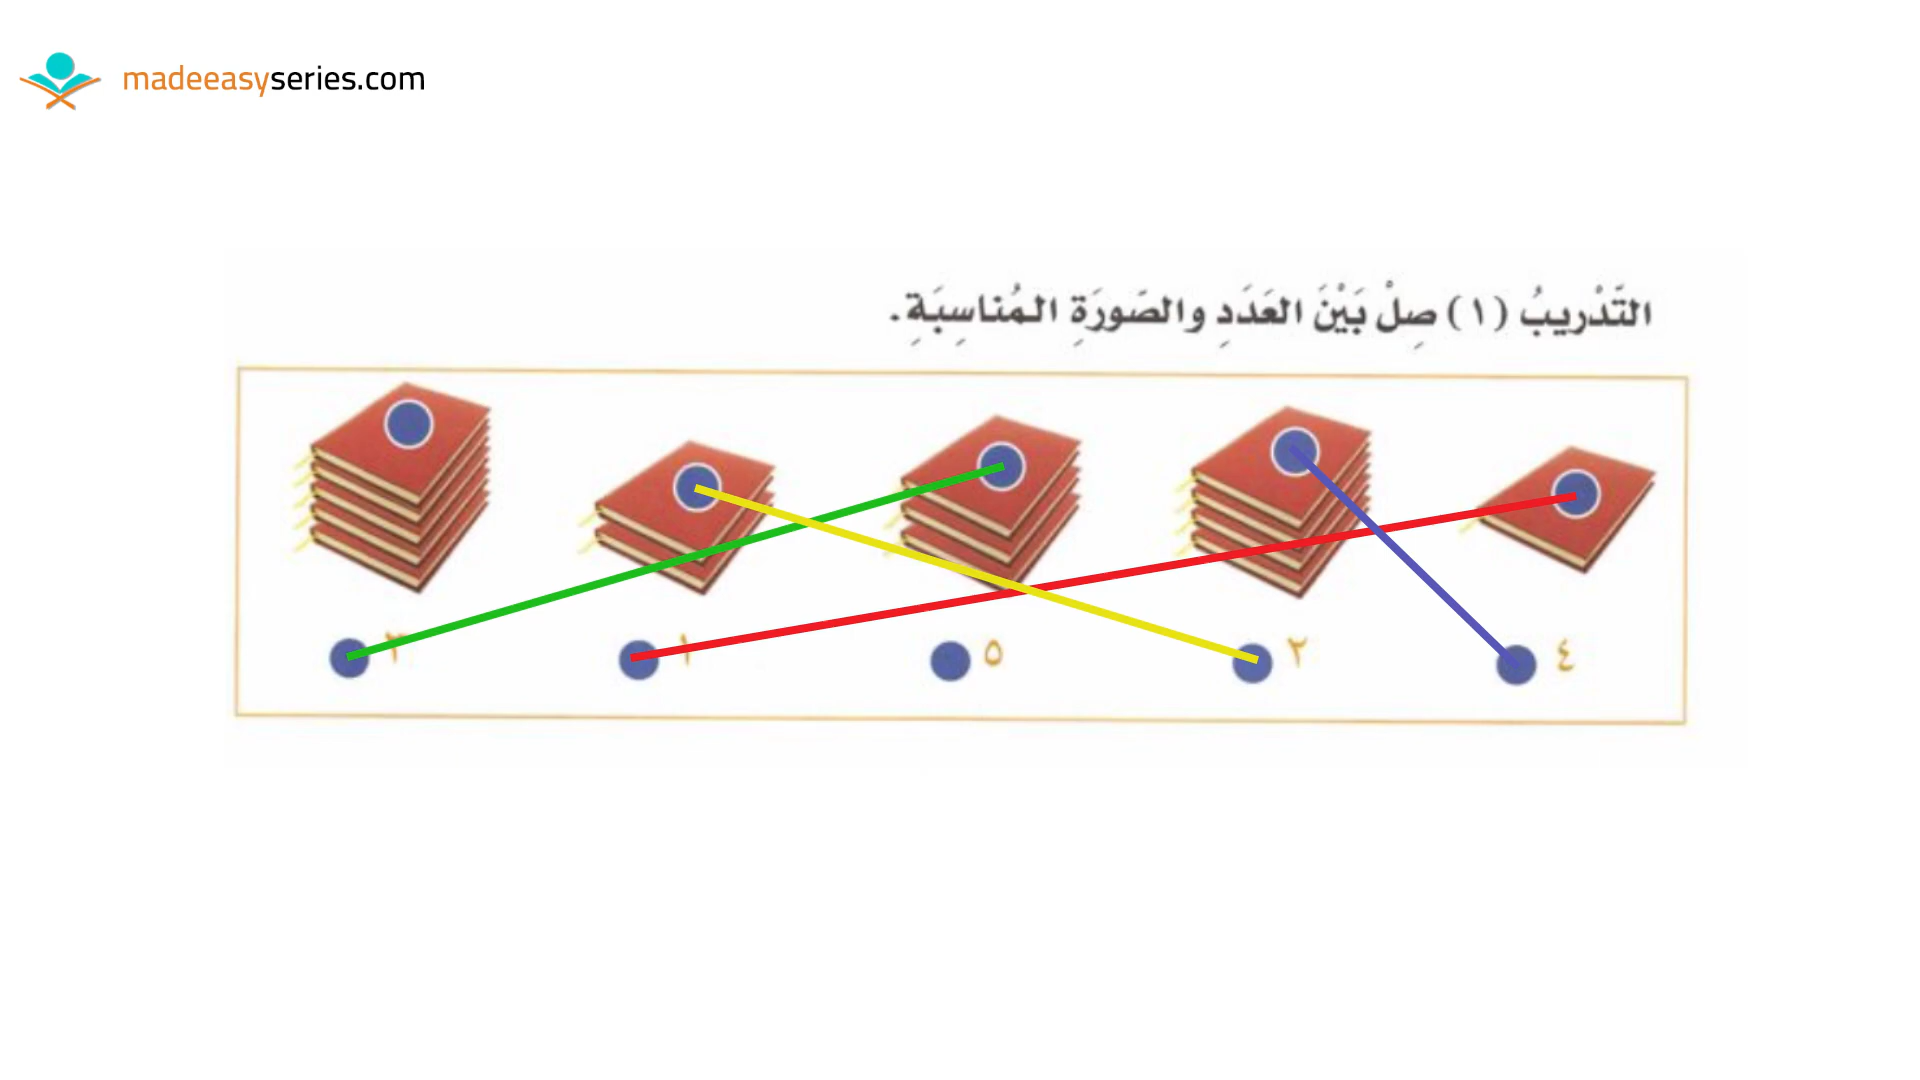 madeeasyseries.com
التَّدْرِيبُ (١) صِلْ بَيْنَ العَدَدِ والصّورَةِ المُناسِبَةِ.
٣ ١ ٥ ٢ ٤